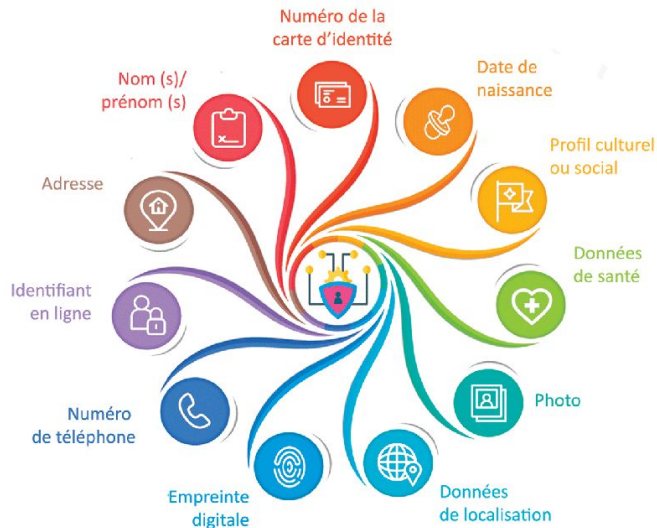 Numéro de la
carte d'identité
Date de
naissance
Profil culturel
ou social
Données
de santé
Photo
Données
de localisation
Empreinte
digitale
Numéro
de téléphone
Identifiant
en ligne
Adresse
Nom (s)/
prénom (s)